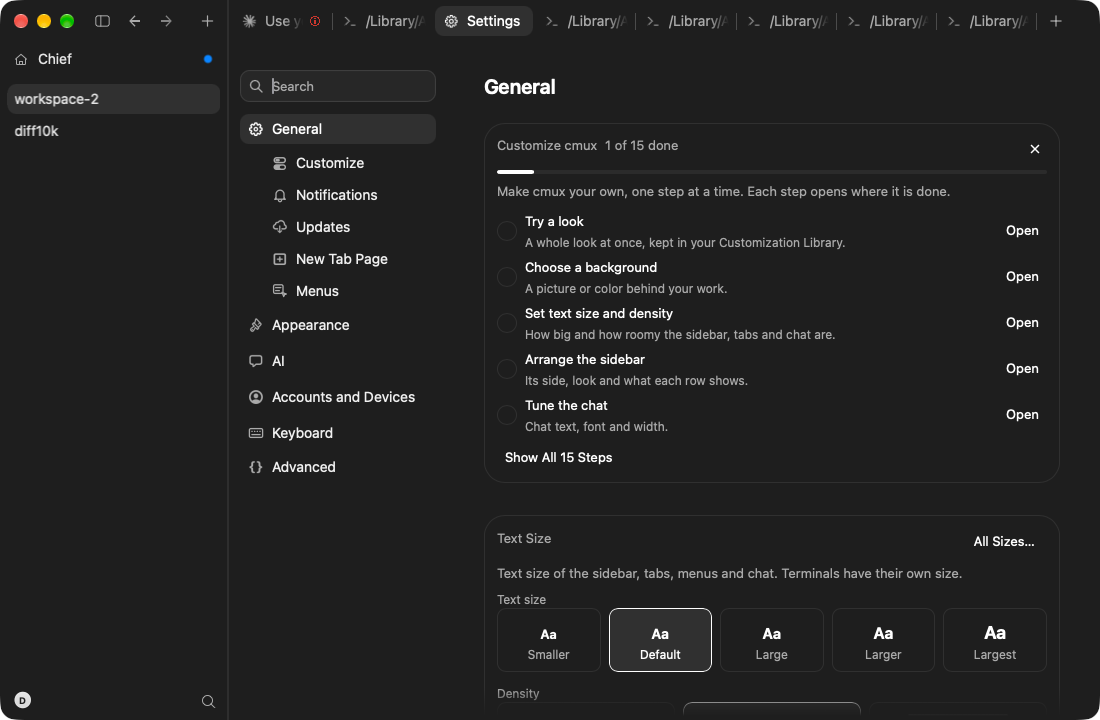 Use y
/Library/A
Settings
/Library/A
/Library/A
/Library/A
/Library/A
/Library/A
Chief
workspace-2
diff10k
D
Search
General
Customize
Notifications
Updates
New Tab Page
Menus
Appearance
AI
Accounts and Devices
Keyboard
Advanced
General
Customize cmux 1 of 15 done
Make cmux your own, one step at a time. Each step opens where it is done.
Try a look
A whole look at once, kept in your Customization Library.
Open
Choose a background
A picture or color behind your work.
Open
Set text size and density
How big and how roomy the sidebar, tabs and chat are.
Open
Arrange the sidebar
Its side, look and what each row shows.
Open
Tune the chat
Chat text, font and width.
Open
Show All 15 Steps
Text Size
All Sizes...
Text size of the sidebar, tabs, menus and chat. Terminals have their own size.
Text size
Aa Aa Aa Aa Aa
Smaller Default Large Larger Largest
Density